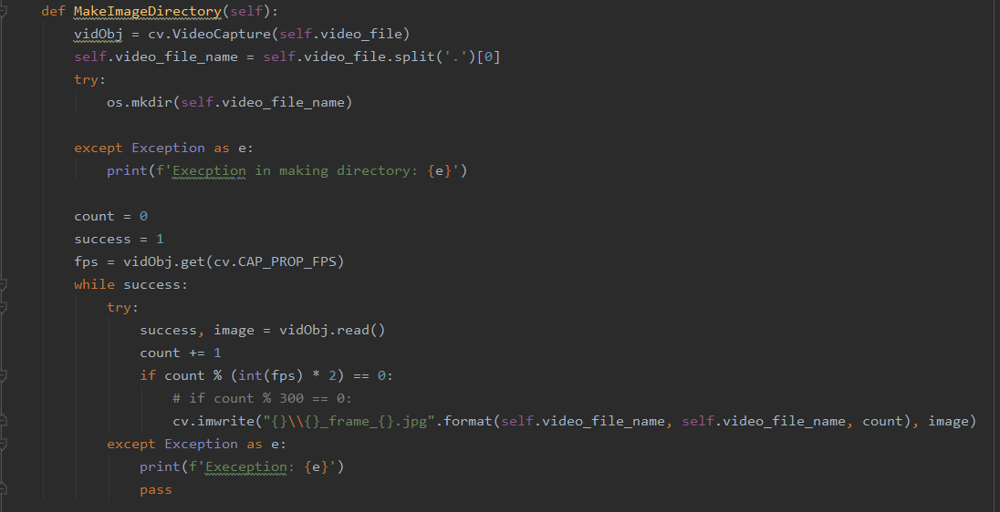 def MakeImageDirectory(self):
    vidObj = cv.VideoCapture(self.video_file)
    self.video_file_name = self.video_file.split('.')[0]
    try:
        os.mkdir(self.video_file_name)

    except Exception as e:
        print(f'Execption in making directory: {e}')

    count = 0
    success = 1
    fps = vidObj.get(cv.CAP_PROP_FPS)
    while success:
        try:
            success, image = vidObj.read()
            count += 1
            if count % (int(fps) * 2) == 0:
                # if count % 300 == 0:
                cv.imwrite("{}\\{}_frame_{}.jpg".format(self.video_file_name, self.video_file_name, count), image)
        except Exception as e:
            print(f'Exeception: {e}')
            pass